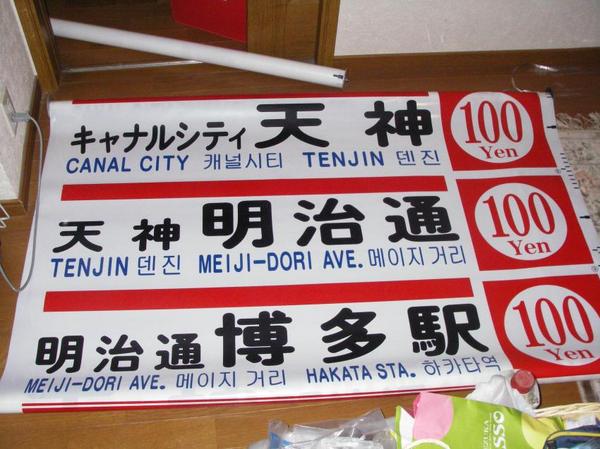 キャナルシティ 天神
CANAL CITY 캐널시티 TENJIN 덴진
100
Yen
天神 明治通
TENJIN 덴진 MEIJI-DORI AVE. 메이지 거리
100
Yen
明治通 博多駅
MEIJI-DORI AVE. 메이지 거리 HAKATA STA. 하카타역
100
Yen